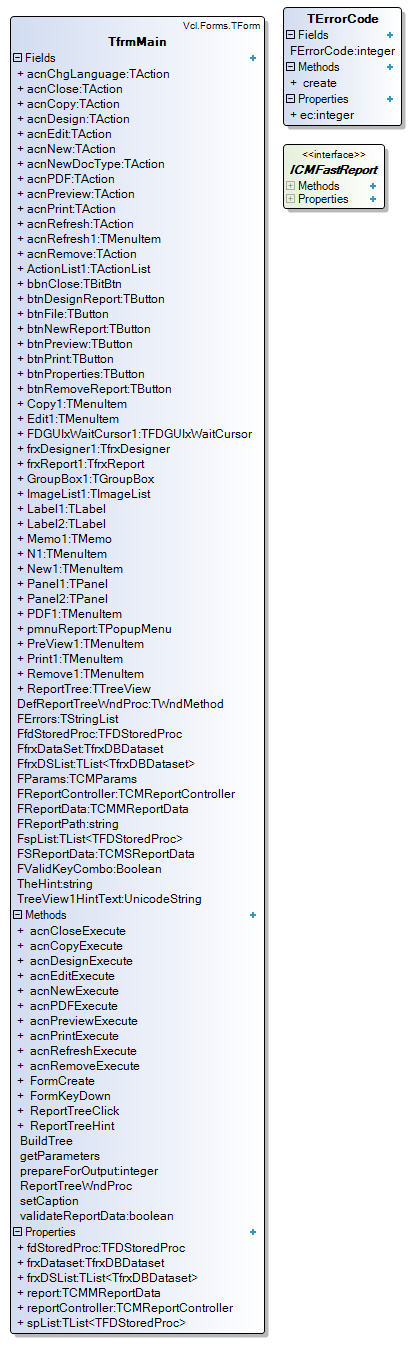 Vcl.Forms.TForm
TfrmMain
Fields
+ acnChgLanguage:TAction
+ acnClose:TAction
+ acnCopy:TAction
+ acnDesign:TAction
+ acnEdit:TAction
+ acnNew:TAction
+ acnNewDocType:TAction
+ acnPDF:TAction
+ acnPreview:TAction
+ acnPrint:TAction
+ acnRefresh:TAction
+ acnRefresh1:TMenuItem
+ acnRemove:TAction
+ ActionList1:TActionList
+ bbnClose:TBitBtn
+ btnDesignReport:TButton
+ btnFile:TButton
+ btnNewReport:TButton
+ btnPreview:TButton
+ btnPrint:TButton
+ btnProperties:TButton
+ btnRemoveReport:TButton
+ Copy1:TMenuItem
+ Edit1:TMenuItem
+ FDGUIxWaitCursor1:TFDGUIxWaitCursor
+ frxDesigner1:TfrxDesigner
+ frxReport1:TfrxReport
+ GroupBox1:TGroupBox
+ ImageList1:TImageList
+ Label1:TLabel
+ Label2:TLabel
+ Memo1:TMemo
+ N1:TMenuItem
+ New1:TMenuItem
+ Panel1:TPanel
+ Panel2:TPanel
+ PDF1:TMenuItem
+ pmnuReport:TPopupMenu
+ PreView1:TMenuItem
+ Print1:TMenuItem
+ Remove1:TMenuItem
+ ReportTree:TTreeView
DefReportTreeWndProc:TWndMethod
FErrors:TStringList
FfdStoredProc:TFDStoredProc
FfrxDataSet:TfrxDBDataset
FfrxDSList:TList<TfrxDBDataset>
FParams:TCMParams
FReportController:TCMReportController
FReportData:TCMMReportData
FReportPath:string
FspList:TList<TFDStoredProc>
FSReportData:TCMSReportData
FValidKeyCombo:Boolean
TheHint:string
TreeView1HintText:UnicodeString
Methods
+ acnCloseExecute
+ acnCopyExecute
+ acnDesignExecute
+ acnEditExecute
+ acnNewExecute
+ acnPDFExecute
+ acnPreviewExecute
+ acnPrintExecute
+ acnRefreshExecute
+ acnRemoveExecute
+ FormCreate
+ FormKeyDown
+ ReportTreeClick
+ ReportTreeHint
BuildTree
getParameters
prepareForOutput:integer
ReportTreeWndProc
setCaption
validateReportData:boolean
Properties
+ fdStoredProc:TFDStoredProc
+ frxDataset:TfrxDBDataset
+ frxDSList:TList<TfrxDBDataset>
+ report:TCMMReportData
+ reportController:TCMReportController
+ spList:TList<TFDStoredProc>
TErrorCode
Fields
FErrorCode:integer
Methods
+ create
Properties
+ ec:integer
<<interface>>
ICMFastReport
Methods
Properties